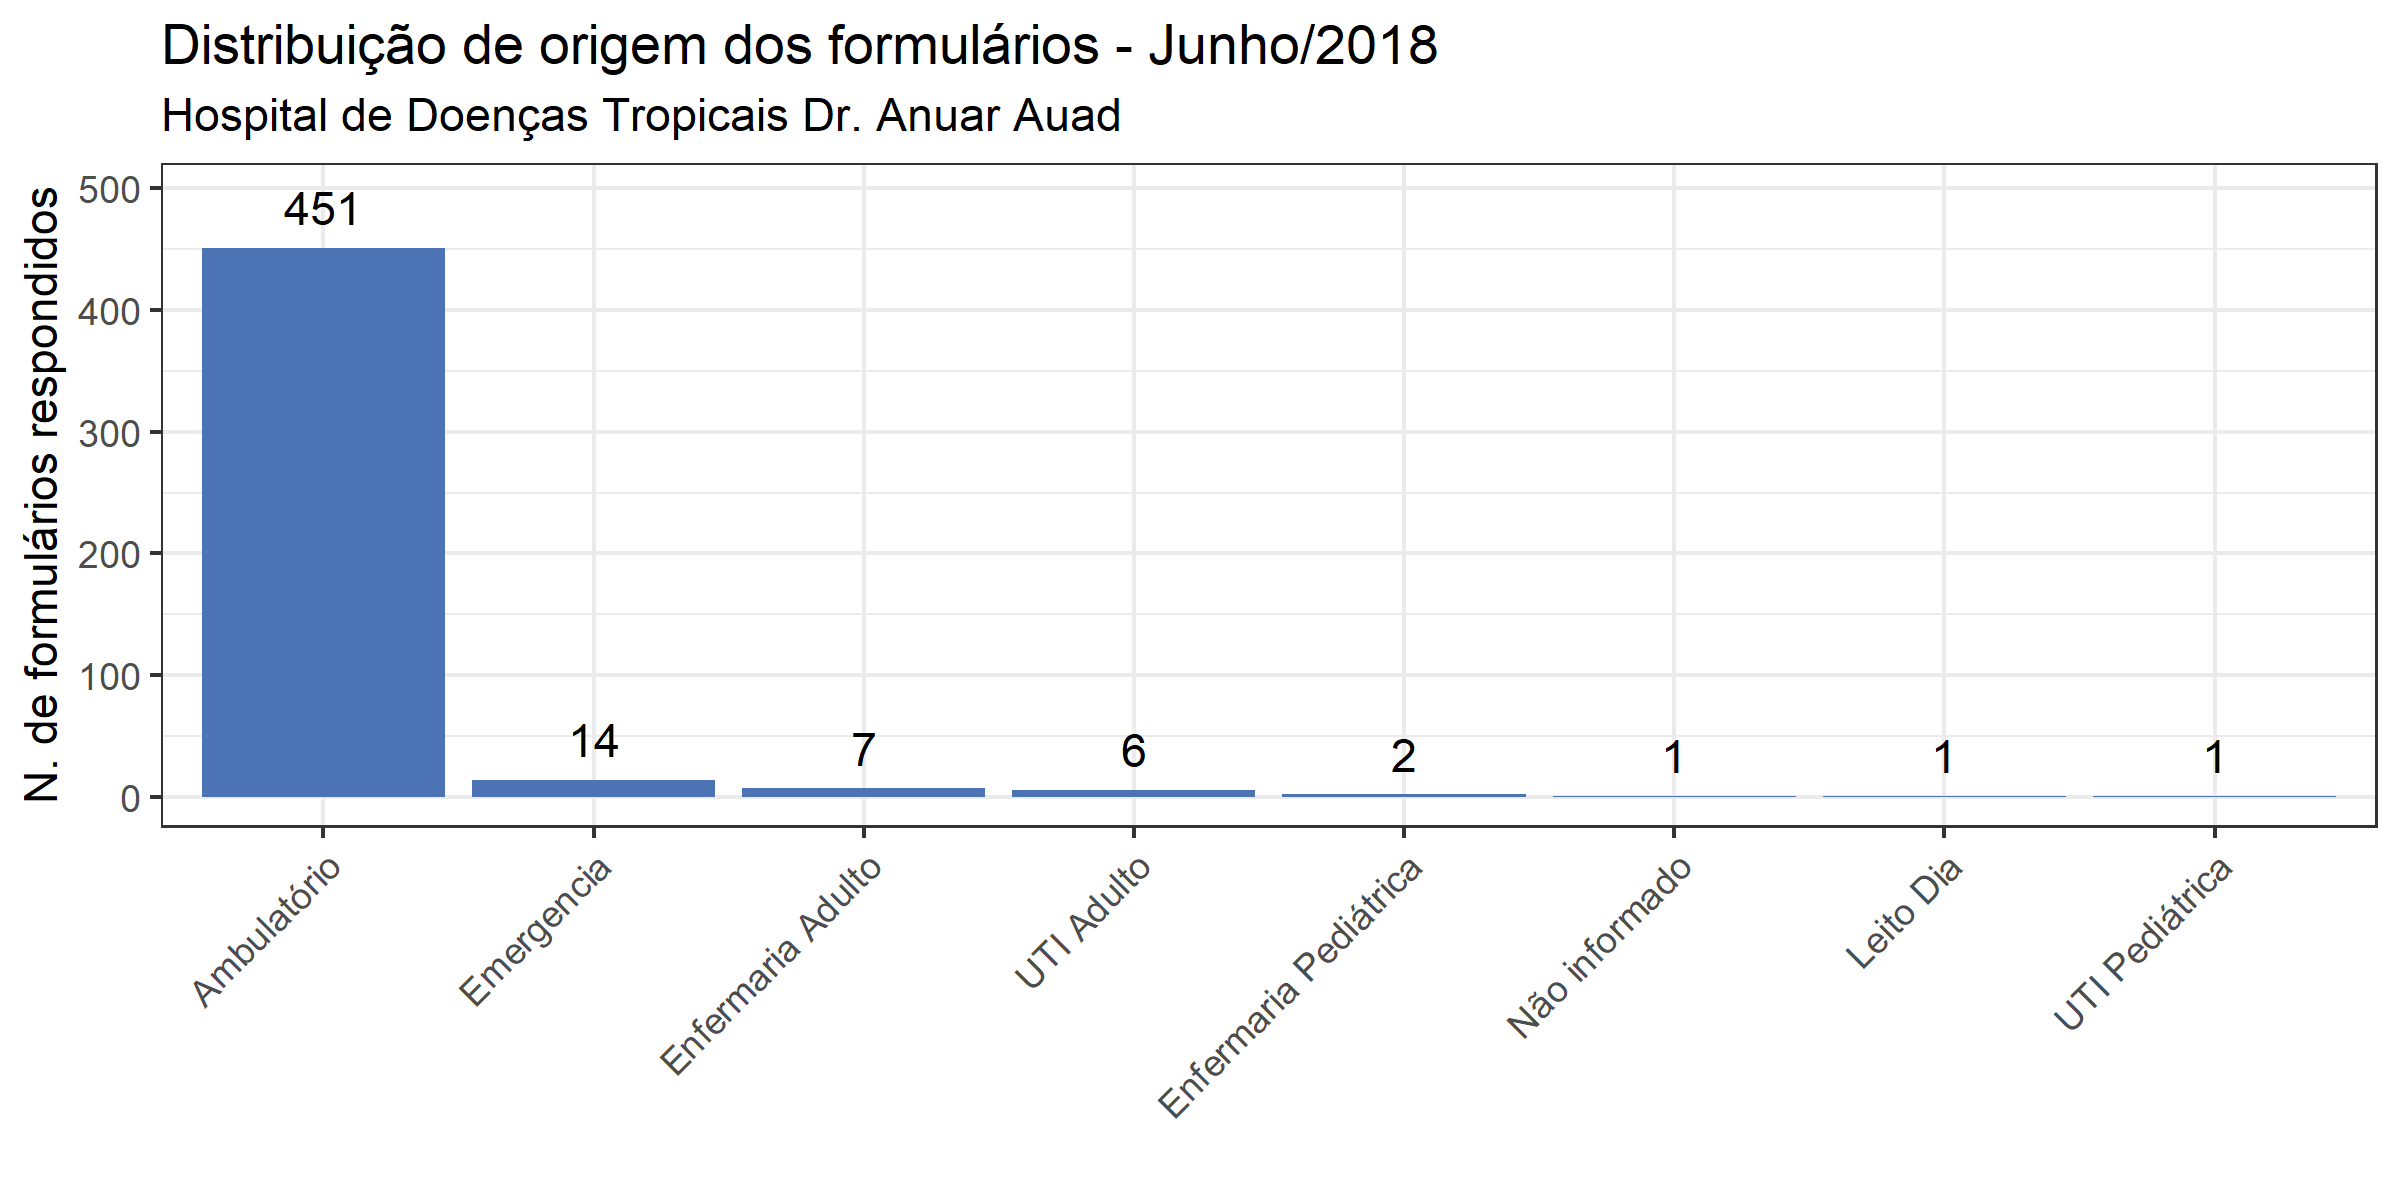 Distribuição de origem dos formulários - Junho/2018
Hospital de Doenças Tropicais Dr. Anuar Auad
N. de formulários respondidos
500
400
300
200
100
0
451
14
7
6
2
1
1
1
Ambulatório
Emergencia
Enfermaria Adulto
UTI Adulto
Enfermaria Pediátrica
Não informado
Leito Dia
UTI Pediátrica